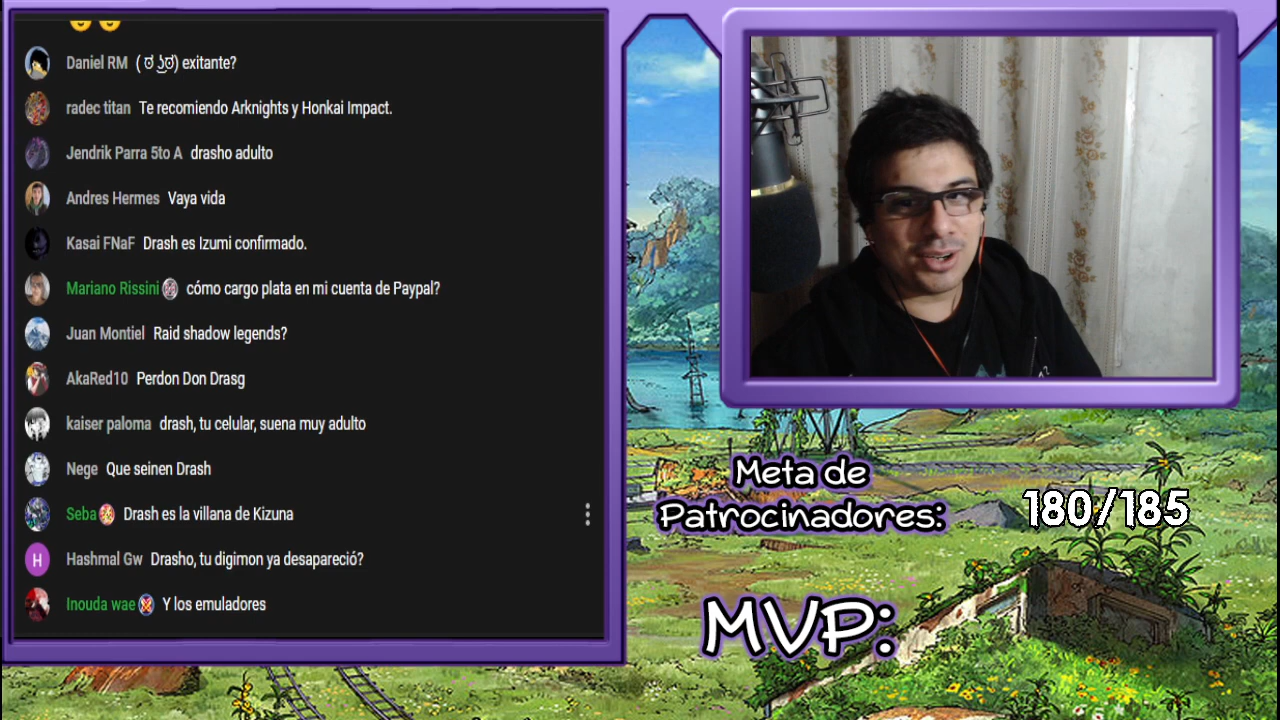 Daniel RM ( ಠ ͜ʖಠ) exitante?
radec titan Te recomiendo Arknights y Honkai Impact.
Jendrik Parra 5to A drasho adulto
Andres Hermes Vaya vida
Kasai FNaF Drash es Izumi confirmado.
Mariano Rissini cómo cargo plata en mi cuenta de Paypal?
Juan Montiel Raid shadow legends?
AkaRed10 Perdon Don Drasg
kaiser paloma drash, tu celular, suena muy adulto
Nege Que seinen Drash
Seba Drash es la villana de Kizuna
H Hashmal Gw Drasho, tu digimon ya desapareció?
Inouda wae Y los emuladores
Meta de
Patrocinadores:
180/185
MVP: